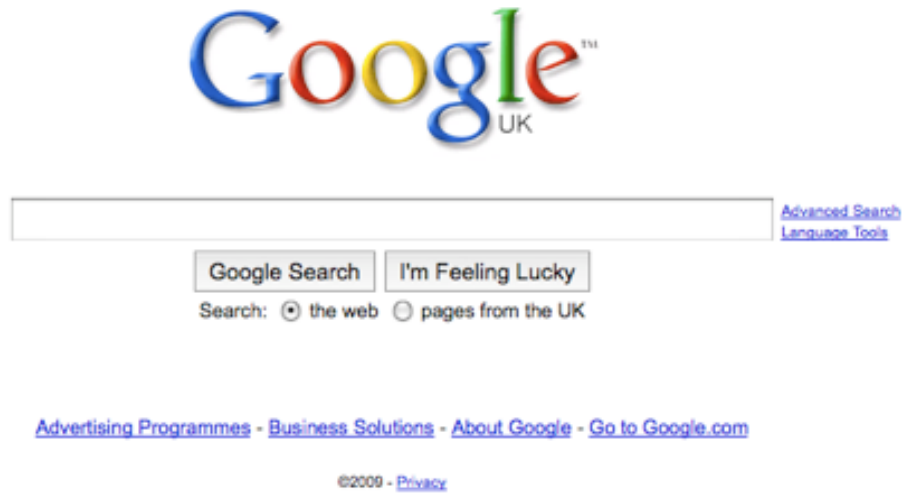 Google™
UK
Advanced Search
Language Tools
Google Search I'm Feeling Lucky
Search: the web pages from the UK
Advertising Programmes - Business Solutions - About Google - Go to Google.com
©2009 - Privacy